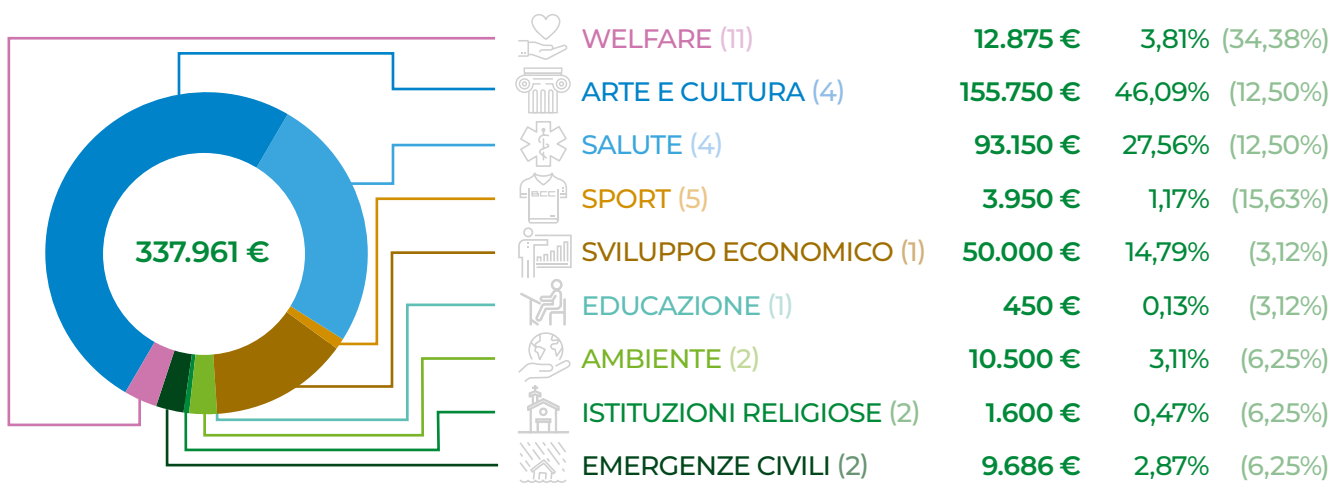 WELFARE (11) 12.875 € 3,81% (34,38%)
ARTE E CULTURA (4) 155.750 € 46,09% (12,50%)
SALUTE (4) 93.150 € 27,56% (12,50%)
BCC
SPORT (5) 3.950 € 1,17% (15,63%)
337.961 €
SVILUPPO ECONOMICO (1) 50.000 € 14,79% (3,12%)
EDUCAZIONE (1) 450 € 0,13% (3,12%)
AMBIENTE (2) 10.500 € 3,11% (6,25%)
ISTITUZIONI RELIGIOSE (2) 1.600 € 0,47% (6,25%)
EMERGENZE CIVILI (2) 9.686 € 2,87% (6,25%)